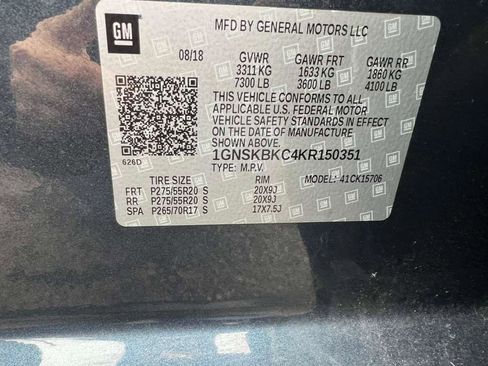 GM
MFD BY GENERAL MOTORS LLC
08/18 GVWR GAWR FRT GAWR RR
3311 KG 1633 KG 1860 KG
7300 LB 3600 LB 4100 LB
THIS VEHICLE CONFORMS TO ALL
APPLICABLE U.S. FEDERAL MOTOR
VEHICLE SAFETY STANDARDS IN
EFFECT ON THE DATE OF MANUFACTURE
SHOWN ABOVE.
1GNSKBKC4KR150351
626D TYPE: M.P.V. MODEL: 41CK15706
TIRE SIZE RIM
FRT P275/55R20 S 20X9J
RR P275/55R20 S 20X9J
SPA P265/70R17 S 17X7.5J